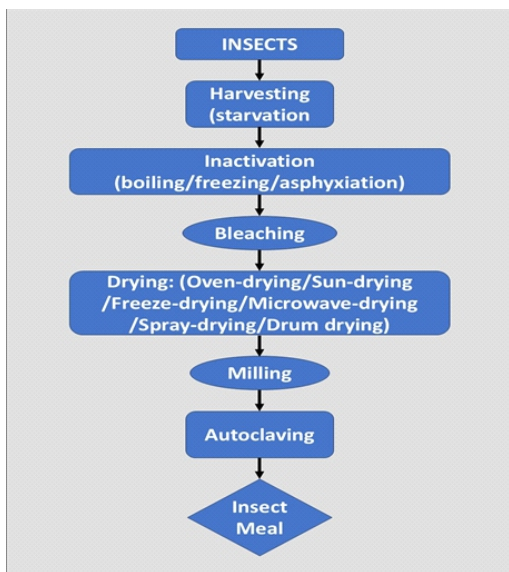 INSECTS
Harvesting
(starvation
Inactivation
(boiling/freezing/asphyxiation)
Bleaching
Drying: (Oven-drying/Sun-drying
/Freeze-drying/Microwave-drying
/Spray-drying/Drum drying)
Milling
Autoclaving
Insect
Meal